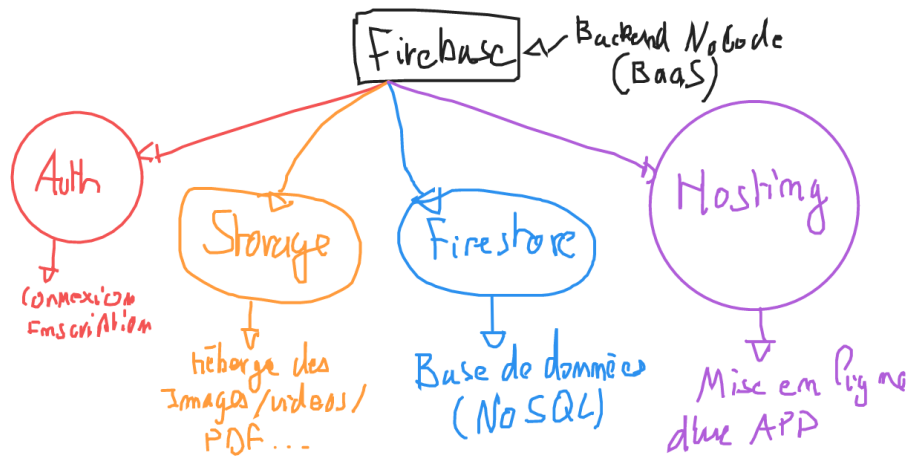 Firebase
Backend NoCode
(BaaS)
Auth
Storage
Firestore
Hosting
Connexion
Inscription
Héberge des
Images/videos/
PDF...
Base de données
(NoSQL)
Mise en ligne
dune APP